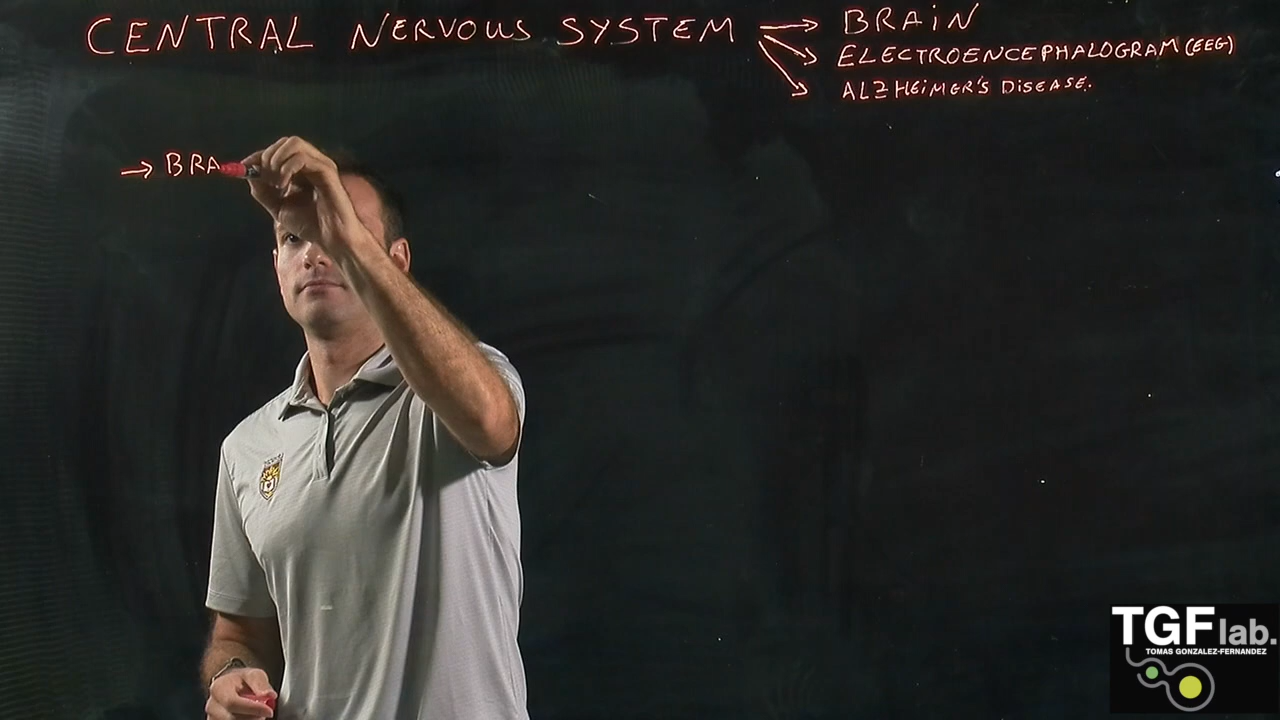 CENTRAL NERVOUS SYSTEM → BRAIN
→ ELECTROENCEPHALOGRAM (EEG)
→ ALZHEIMER'S DISEASE.
→ BRA
TGF lab.
TOMAS GONZALEZ-FERNANDEZ